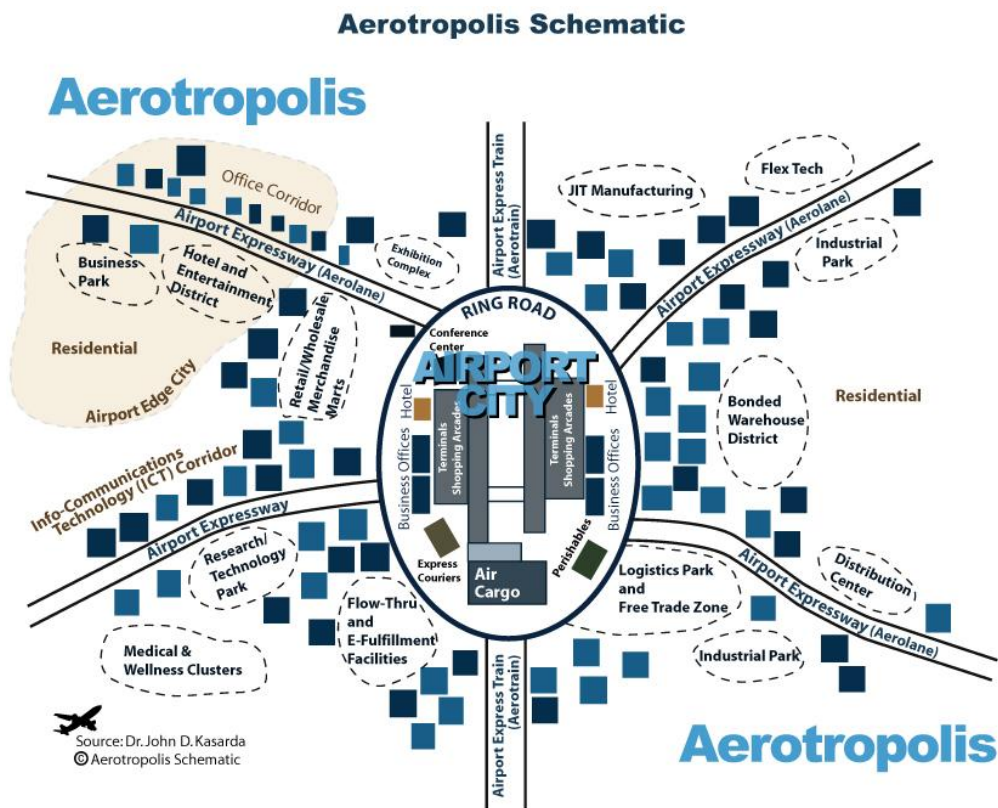 Aerotropolis Schematic
Aerotropolis
Office Corridor
Airport Expressway (Aerolane)
Business
Park
Hotel and
Entertainment
District
Exhibition
Complex
Residential
Airport Edge City
Retail/Wholesale
Merchandise
Marts
Airport Express Train
(Aerotrain)
JIT Manufacturing
Flex Tech
Airport Expressway (Aerolane)
Industrial
Park
RING ROAD
Conference
Center
AIRPORT
CITY
Hotel
Hotel
Terminals
Shopping Arcades
Terminals
Shopping Arcades
Business Offices
Business Offices
Express
Couriers
Perishables
Air
Cargo
Bonded
Warehouse
District
Residential
Info-Communications
Technology (ICT) Corridor
Airport Expressway
Research/
Technology
Park
Medical &
Wellness Clusters
Flow-Thru
and
E-Fulfillment
Facilities
Logistics Park
and
Free Trade Zone
Distribution
Center
Airport Expressway (Aerolane)
Industrial Park
Airport Express Train
(Aerotrain)
Source: Dr. John D. Kasarda
© Aerotropolis Schematic
Aerotropolis